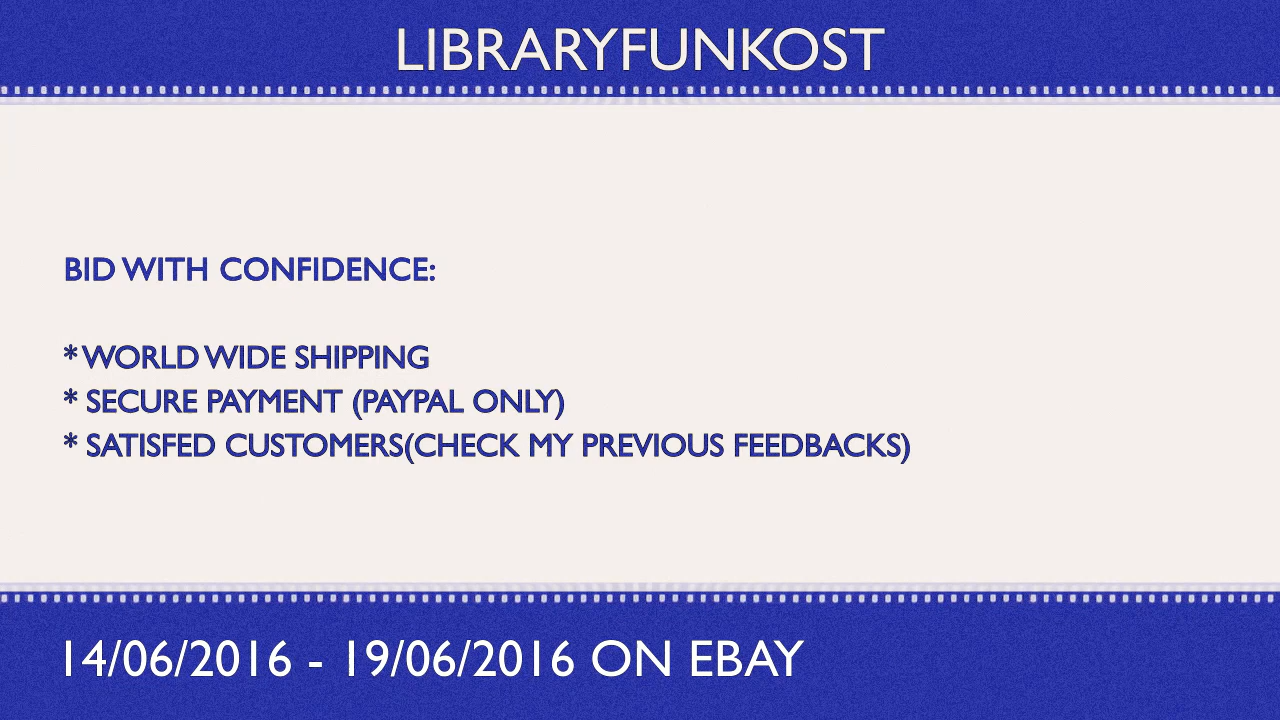 LIBRARYFUNKOST
BID WITH CONFIDENCE:
* WORLD WIDE SHIPPING
* SECURE PAYMENT (PAYPAL ONLY)
* SATISFED CUSTOMERS(CHECK MY PREVIOUS FEEDBACKS)
14/06/2016 - 19/06/2016 ON EBAY